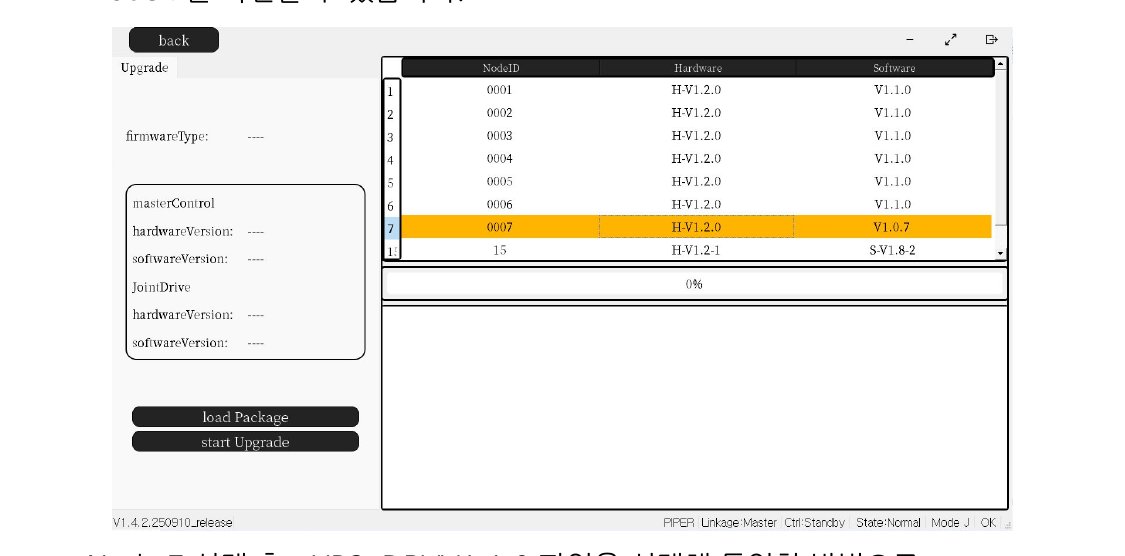 back
Upgrade
firmwareType: ----
masterControl
hardwareVersion: ----
softwareVersion: ----
JointDrive
hardwareVersion: ----
softwareVersion: ----
load Package
start Upgrade
NodeID Hardware Software
1 0001 H-V1.2.0 V1.1.0
2 0002 H-V1.2.0 V1.1.0
3 0003 H-V1.2.0 V1.1.0
4 0004 H-V1.2.0 V1.1.0
5 0005 H-V1.2.0 V1.1.0
6 0006 H-V1.2.0 V1.1.0
7 0007 H-V1.2.0 V1.0.7
15 H-V1.2-1 S-V1.8-2
0%
V1.4.2.250910_release PIPER Linkage:Master Ctrl:Standby State:Normal Mode J OK